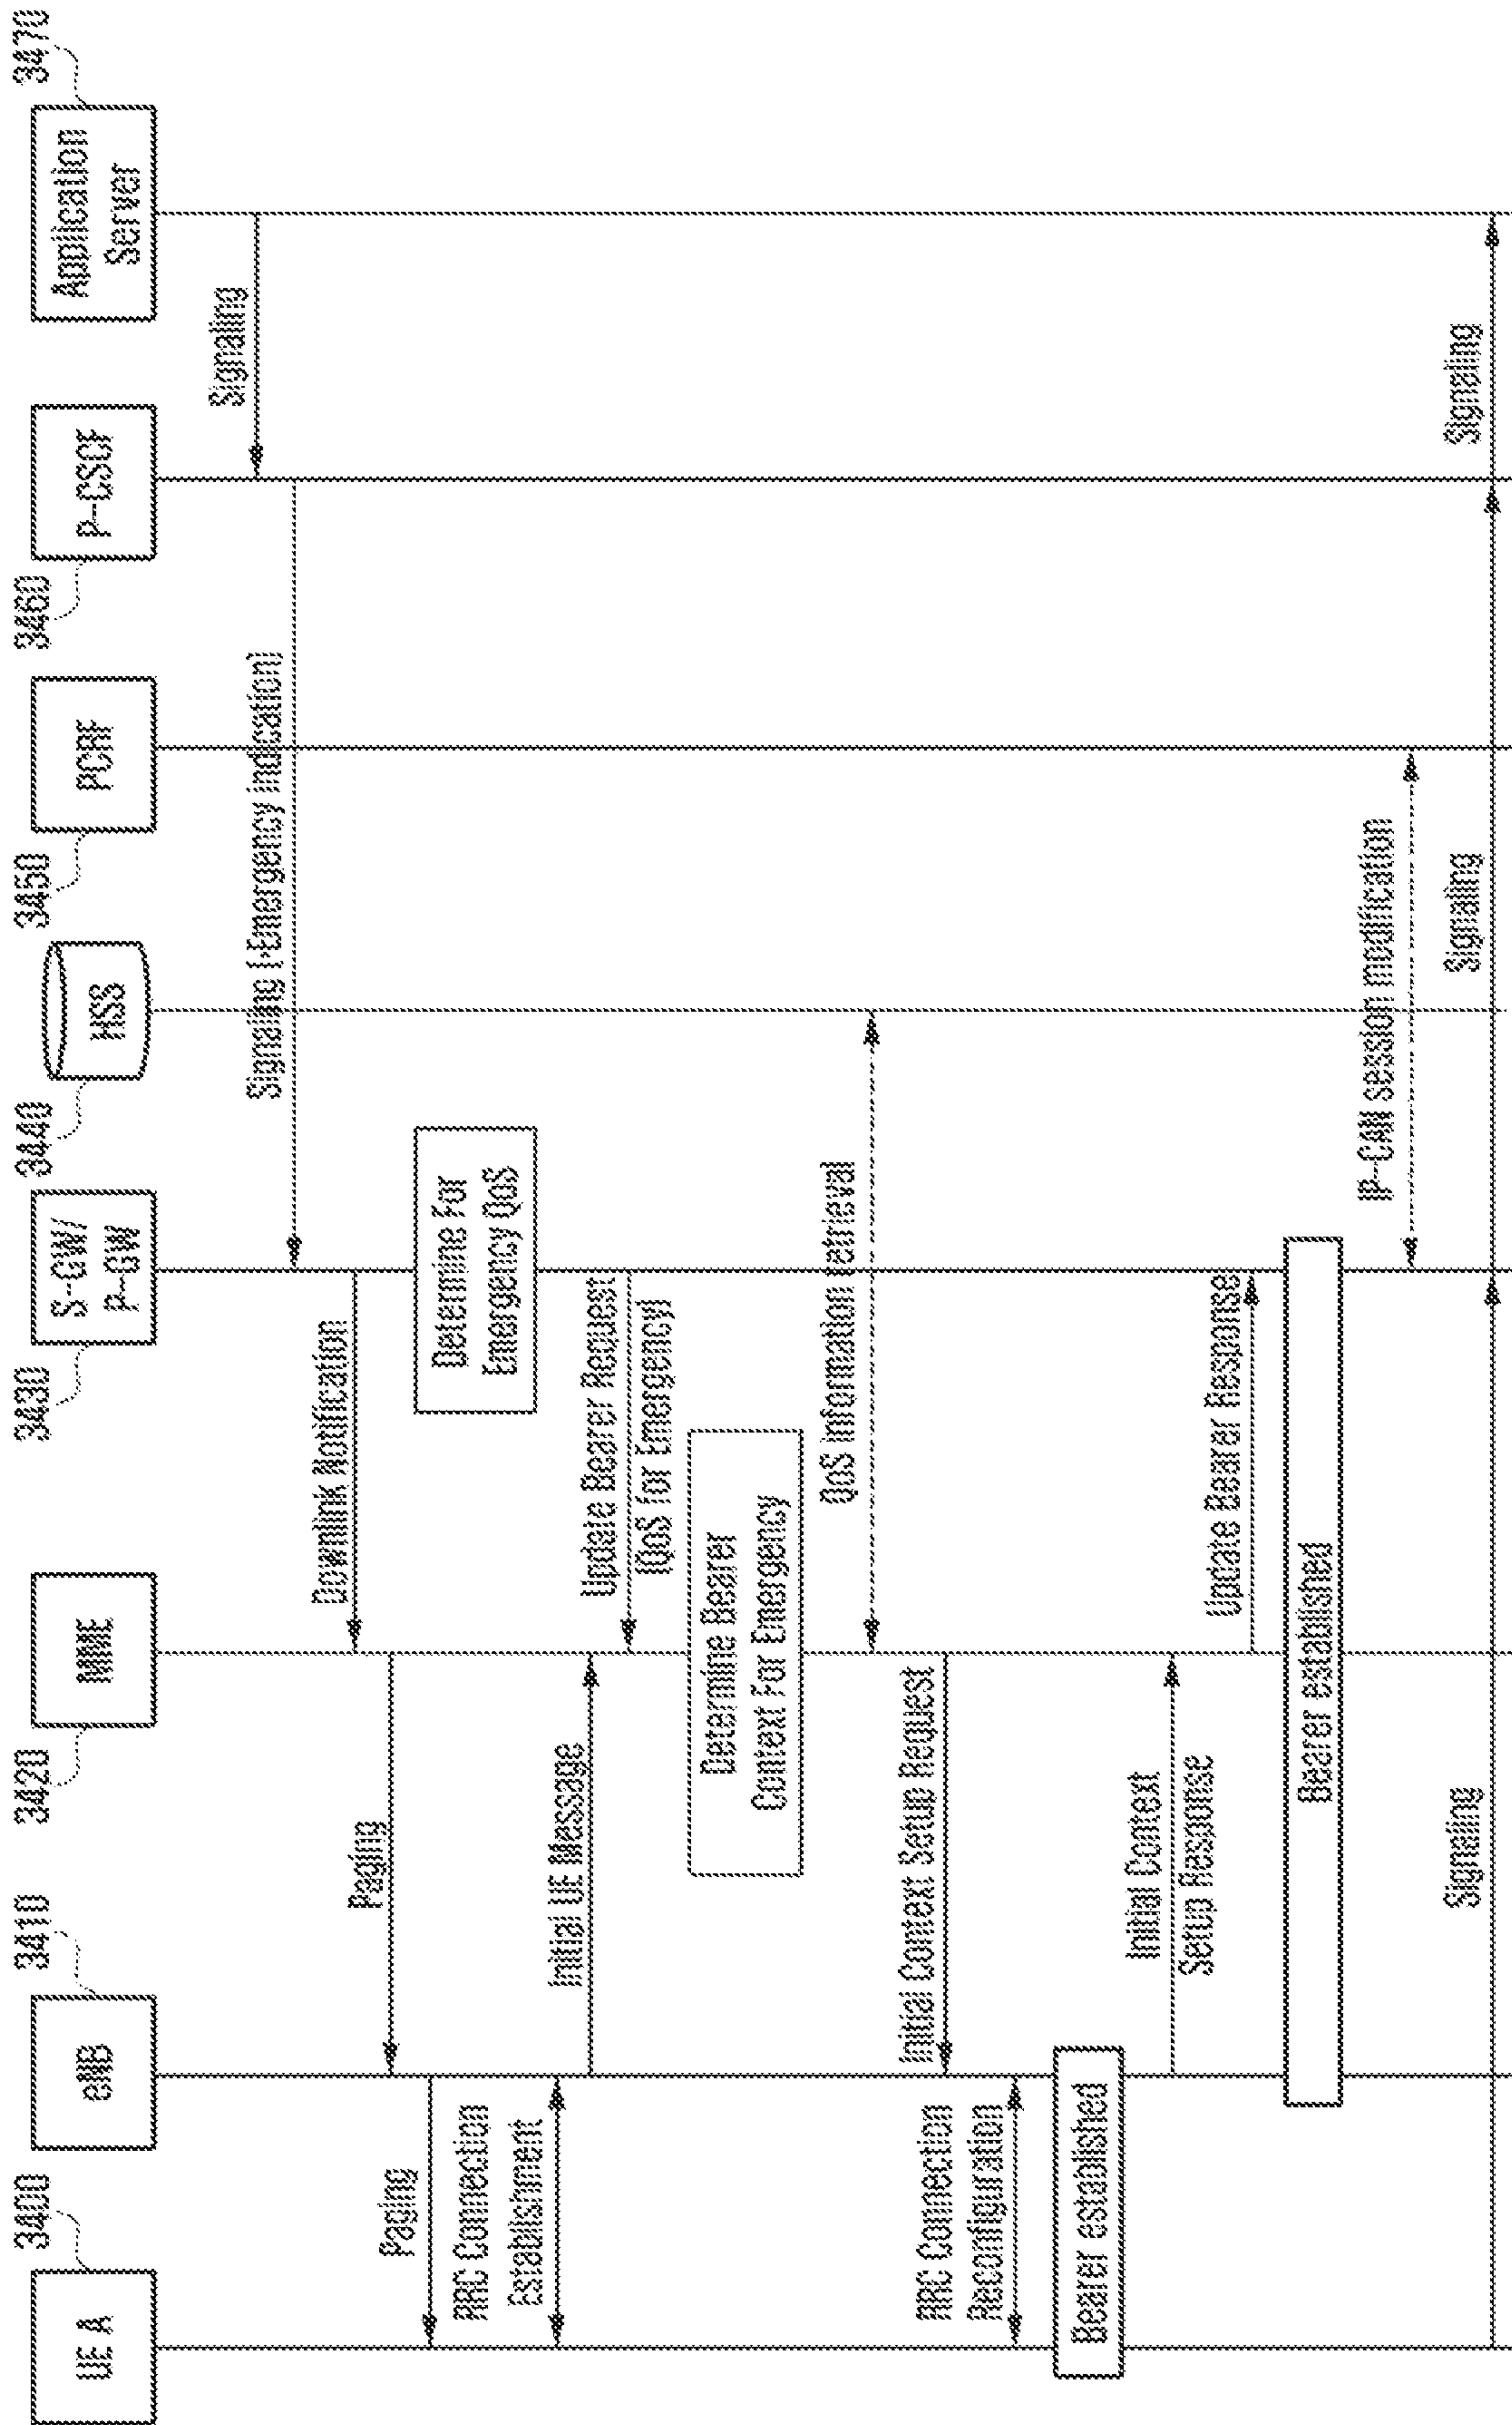 3400
3410
3420
3430
3440
3450
3460
3470
UE A
eNB
MME
S-GW/
P-GW
HSS
PCRF
P-CSCF
Application
Server
Signaling
Signaling (+Emergency indication)
Downlink Notification
Paging
Paging
Determine For
Emergency QoS
RRC Connection
Establishment
Initial UE Message
Update Bearer Request
(QoS for Emergency)
Determine Bearer
Context For Emergency
QoS information retrieval
Initial Context Setup Request
RRC Connection
Reconfiguration
Bearer established
Initial Context
Setup Response
Update Bearer Response
Bearer established
IP-CAN session modification
Signaling
Signaling
Signaling